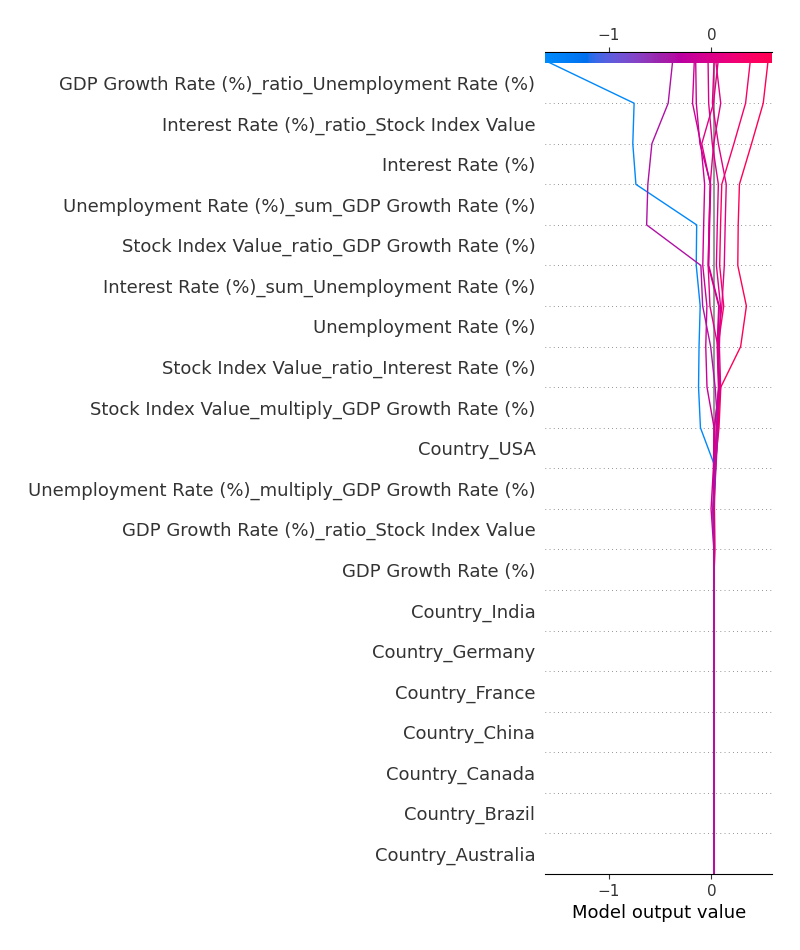 −1 0
GDP Growth Rate (%)_ratio_Unemployment Rate (%)
Interest Rate (%)_ratio_Stock Index Value
Interest Rate (%)
Unemployment Rate (%)_sum_GDP Growth Rate (%)
Stock Index Value_ratio_GDP Growth Rate (%)
Interest Rate (%)_sum_Unemployment Rate (%)
Unemployment Rate (%)
Stock Index Value_ratio_Interest Rate (%)
Stock Index Value_multiply_GDP Growth Rate (%)
Country_USA
Unemployment Rate (%)_multiply_GDP Growth Rate (%)
GDP Growth Rate (%)_ratio_Stock Index Value
GDP Growth Rate (%)
Country_India
Country_Germany
Country_France
Country_China
Country_Canada
Country_Brazil
Country_Australia
−1 0
Model output value